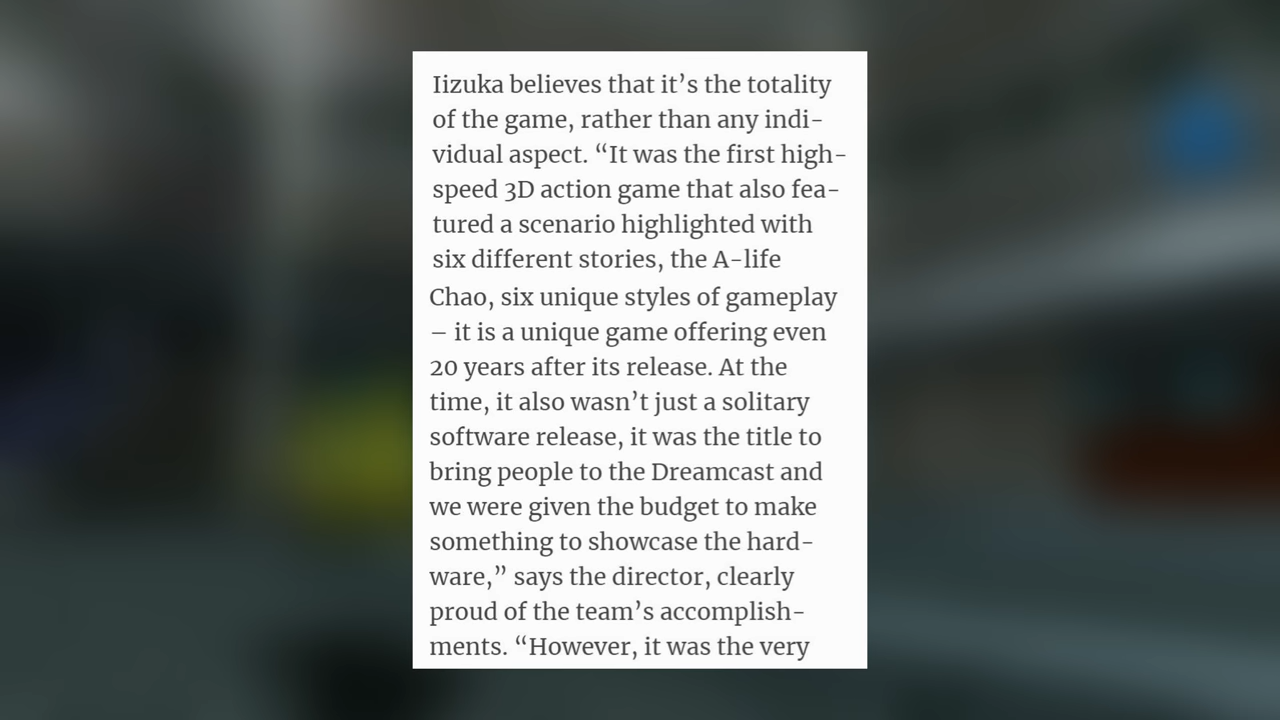 Iizuka believes that it’s the totality
of the game, rather than any indi-
vidual aspect. “It was the first high-
speed 3D action game that also fea-
tured a scenario highlighted with
six different stories, the A-life
Chao, six unique styles of gameplay
– it is a unique game offering even
20 years after its release. At the
time, it also wasn’t just a solitary
software release, it was the title to
bring people to the Dreamcast and
we were given the budget to make
something to showcase the hard-
ware,” says the director, clearly
proud of the team’s accomplish-
ments. “However, it was the very